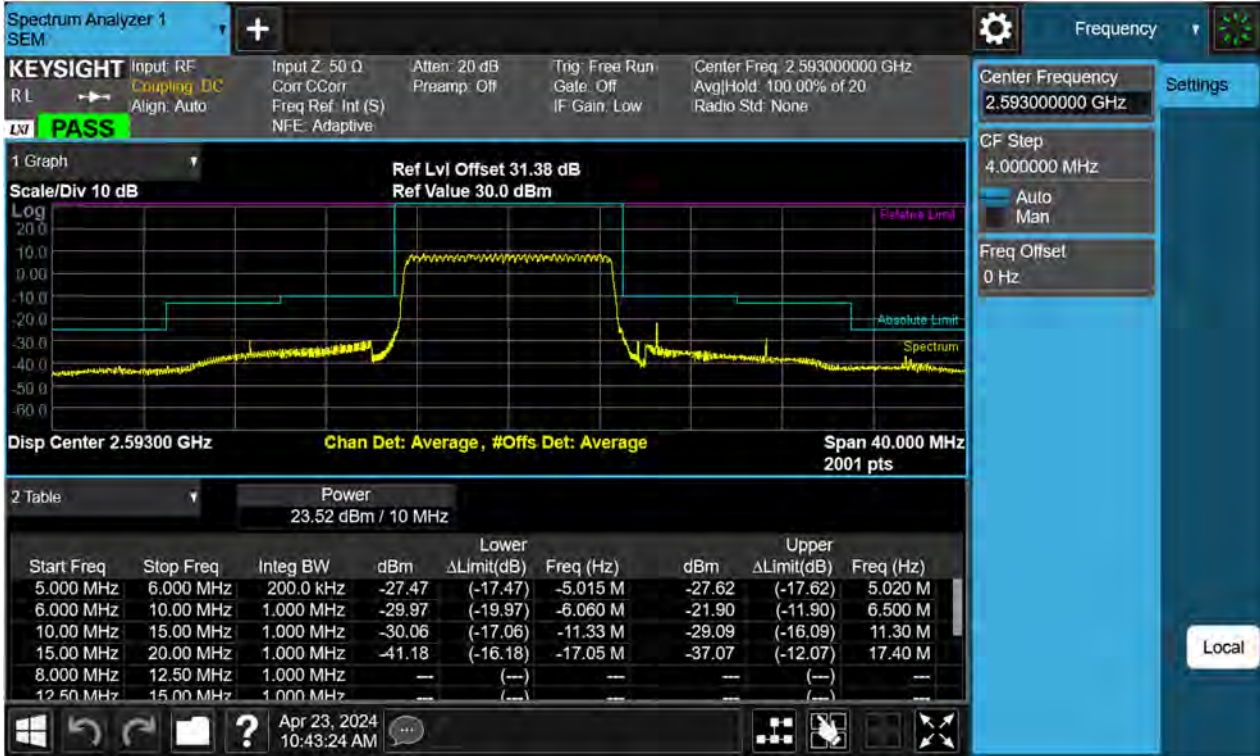 Spectrum Analyzer 1
SEM
+
Frequency
KEYSIGHT
R L
LXI
PASS
Input: RF
Coupling: DC
Align: Auto
Input Z: 50 Ω
Corr CCorr
Freq Ref: Int (S)
NFE: Adaptive
Atten: 20 dB
Preamp: Off
Trig: Free Run
Gate: Off
IF Gain: Low
Center Freq: 2.593000000 GHz
Avg|Hold: 100.00% of 20
Radio Std: None
Center Frequency
2.593000000 GHz
Settings
CF Step
4.000000 MHz
Auto
Man
Freq Offset
0 Hz
Local
1 Graph
Scale/Div 10 dB
Ref Lvl Offset 31.38 dB
Ref Value 30.0 dBm
Log
20.0
10.0
0.00
-10.0
-20.0
-30.0
-40.0
-50.0
-60.0
Relative Limit
Absolute Limit
Spectrum
Disp Center 2.59300 GHz
Chan Det: Average, #Offs Det: Average
Span 40.000 MHz
2001 pts
2 Table
Power
23.52 dBm / 10 MHz
Lower Upper
Start Freq Stop Freq Integ BW dBm ΔLimit(dB) Freq (Hz) dBm ΔLimit(dB) Freq (Hz)
5.000 MHz 6.000 MHz 200.0 kHz -27.47 (-17.47) -5.015 M -27.62 (-17.62) 5.020 M
6.000 MHz 10.00 MHz 1.000 MHz -29.97 (-19.97) -6.060 M -21.90 (-11.90) 6.500 M
10.00 MHz 15.00 MHz 1.000 MHz -30.06 (-17.06) -11.33 M -29.09 (-16.09) 11.30 M
15.00 MHz 20.00 MHz 1.000 MHz -41.18 (-16.18) -17.05 M -37.07 (-12.07) 17.40 M
8.000 MHz 12.50 MHz 1.000 MHz --- (---) --- --- (---) ---
12.50 MHz 15.00 MHz 1.000 MHz --- (---) --- --- (---) ---
?
Apr 23, 2024
10:43:24 AM